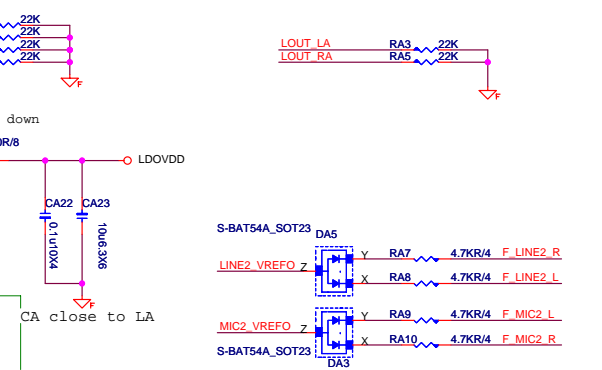 22K
22K
22K
22K
F
LOUT_LA RA3 22K
LOUT_RA RA5 22K
F
down
0R/8
LDOVDD
CA22 CA23
0.1u10X4
10u6.3X6
F
CA close to LA
S-BAT54A_SOT23 DA5
Y RA7 4.7KR/4 F_LINE2_R
LINE2_VREFO Z
X RA8 4.7KR/4 F_LINE2_L
Y RA9 4.7KR/4 F_MIC2_L
MIC2_VREFO Z
X RA10 4.7KR/4 F_MIC2_R
S-BAT54A_SOT23
DA3